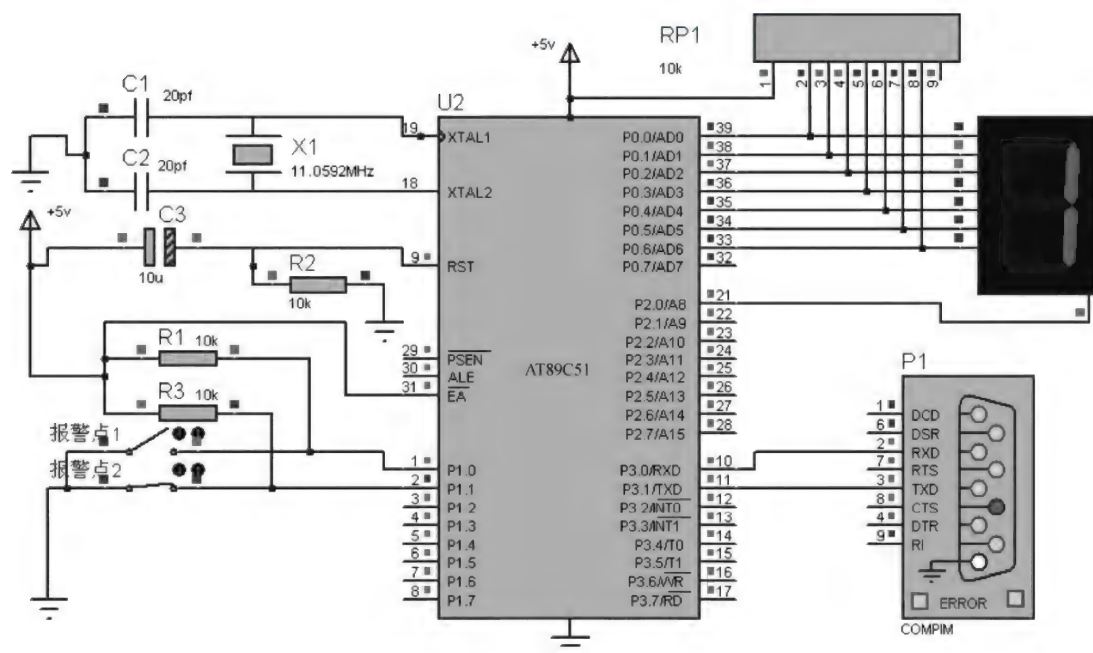 +5v
RP1
10k
1 2 3 4 5 6 7 8 9
C1
20pf
C2
20pf
X1
11.0592MHz
+5v
C3
10u
R2
10k
R1
10k
R3
10k
报警点1
报警点2
U2
AT89C51
19 XTAL1
18 XTAL2
9 RST
29 PSEN
30 ALE
31 EA
1 P1.0
2 P1.1
3 P1.2
4 P1.3
5 P1.4
6 P1.5
7 P1.6
8 P1.7
P0.0/AD0 39
P0.1/AD1 38
P0.2/AD2 37
P0.3/AD3 36
P0.4/AD4 35
P0.5/AD5 34
P0.6/AD6 33
P0.7/AD7 32
P2.0/A8 21
P2.1/A9 22
P2.2/A10 23
P2.3/A11 24
P2.4/A12 25
P2.5/A13 26
P2.6/A14 27
P2.7/A15 28
P3.0/RXD 10
P3.1/TXD 11
P3.2/INT0 12
P3.3/INT1 13
P3.4/T0 14
P3.5/T1 15
P3.6/WR 16
P3.7/RD 17
P1
1 DCD
6 DSR
2 RXD
7 RTS
3 TXD
8 CTS
4 DTR
9 RI
ERROR
COMPIM